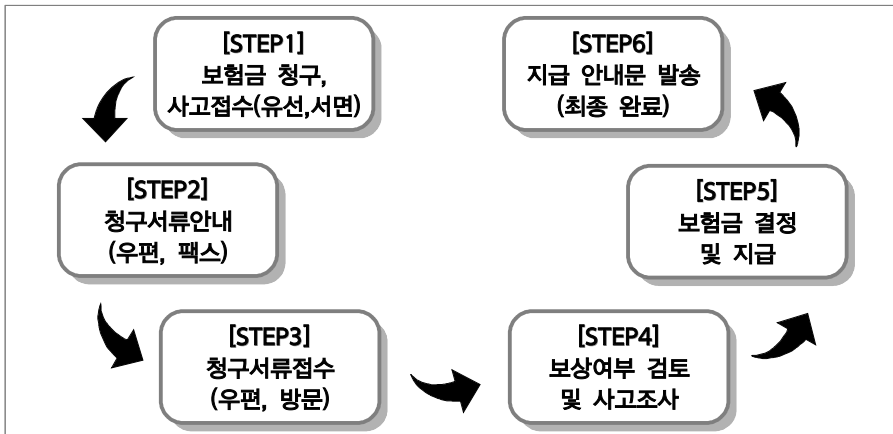 [STEP1]
보험금 청구,
사고접수(유선,서면)
[STEP2]
청구서류안내
(우편, 팩스)
[STEP3]
청구서류접수
(우편, 방문)
[STEP4]
보상여부 검토
및 사고조사
[STEP5]
보험금 결정
및 지급
[STEP6]
지급 안내문 발송
(최종 완료)